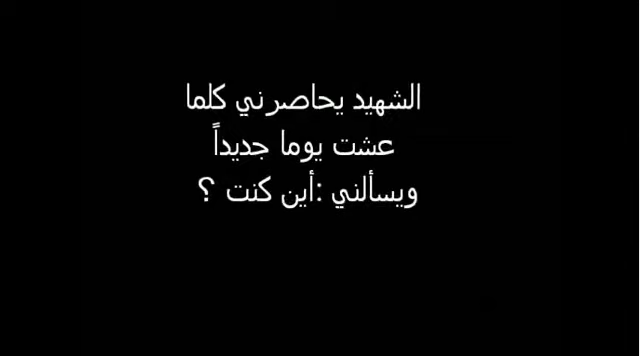 الشهيد يحاصرني كلما
عشت يوما جديداً
ويسألني :أين كنت ؟